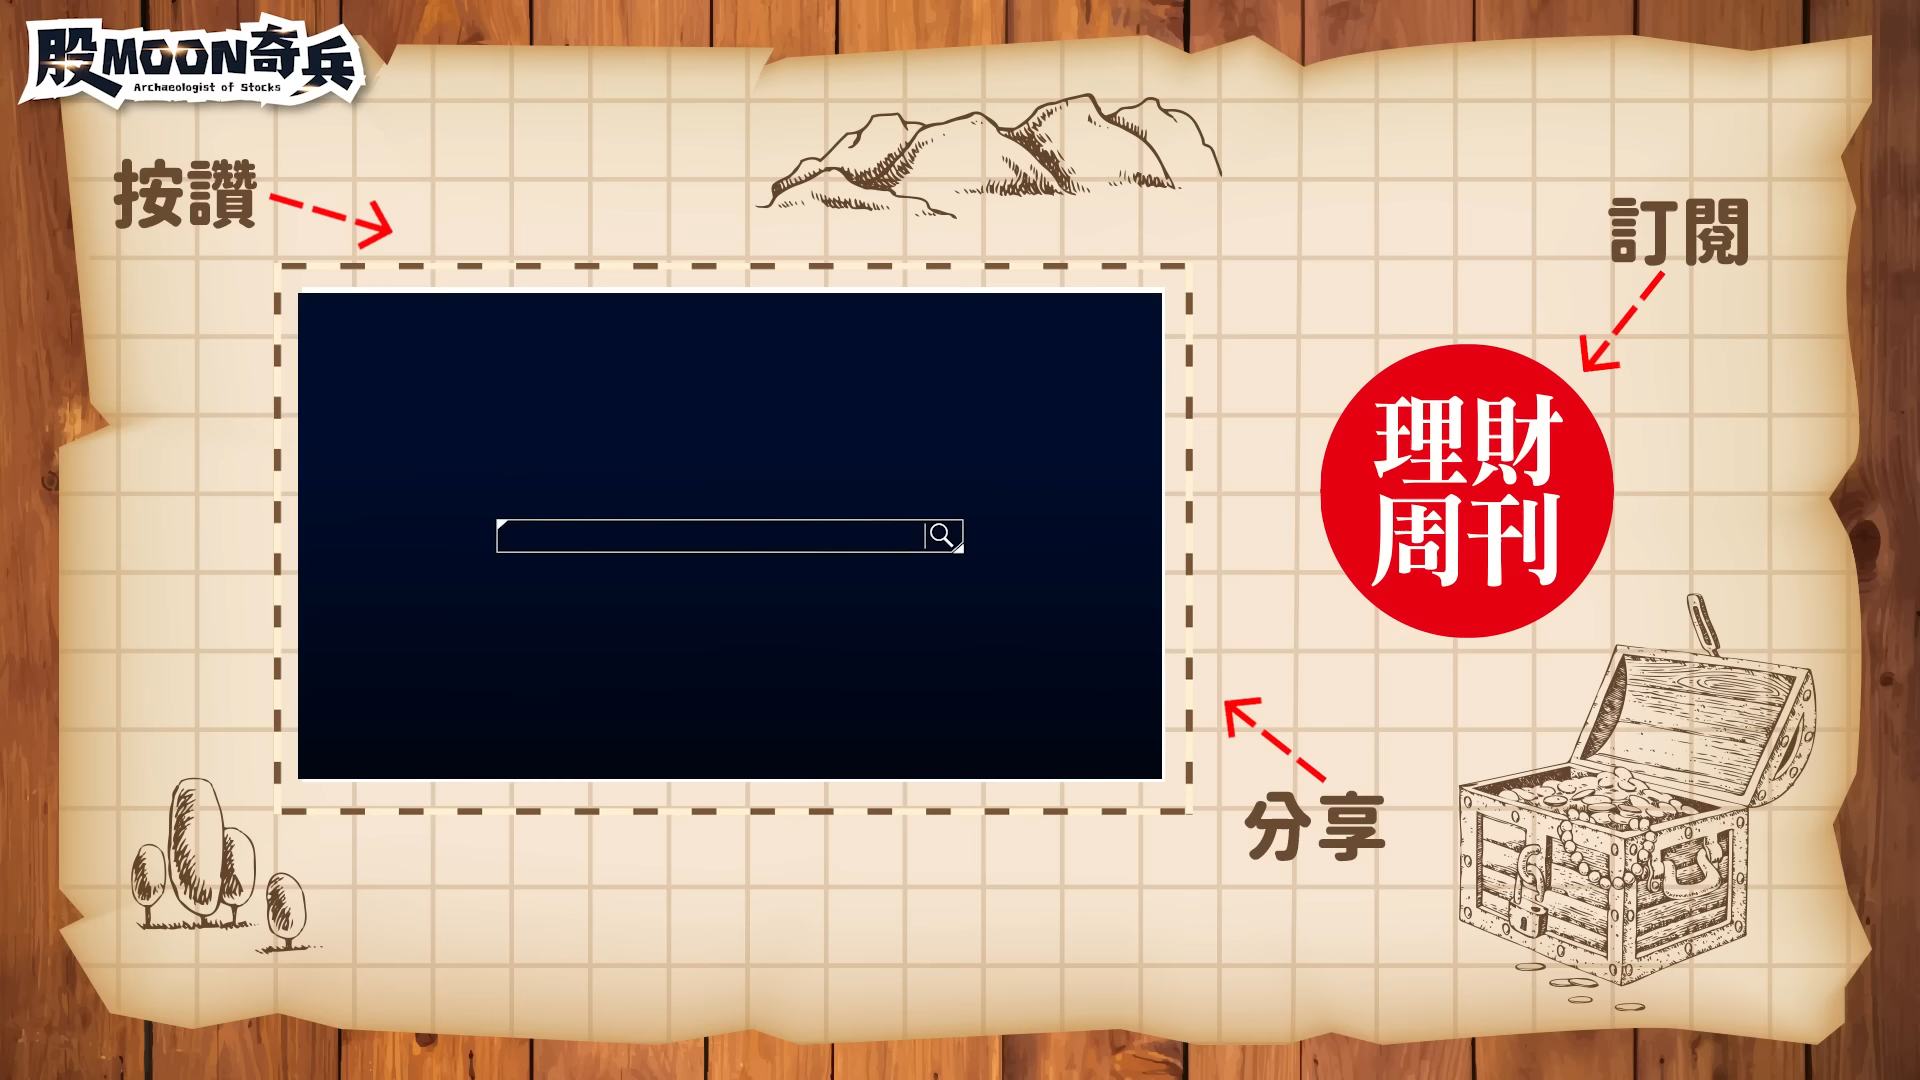 股MOON奇兵
Archaeologist of Stocks
按讚
訂閱
理財
周刊
分享